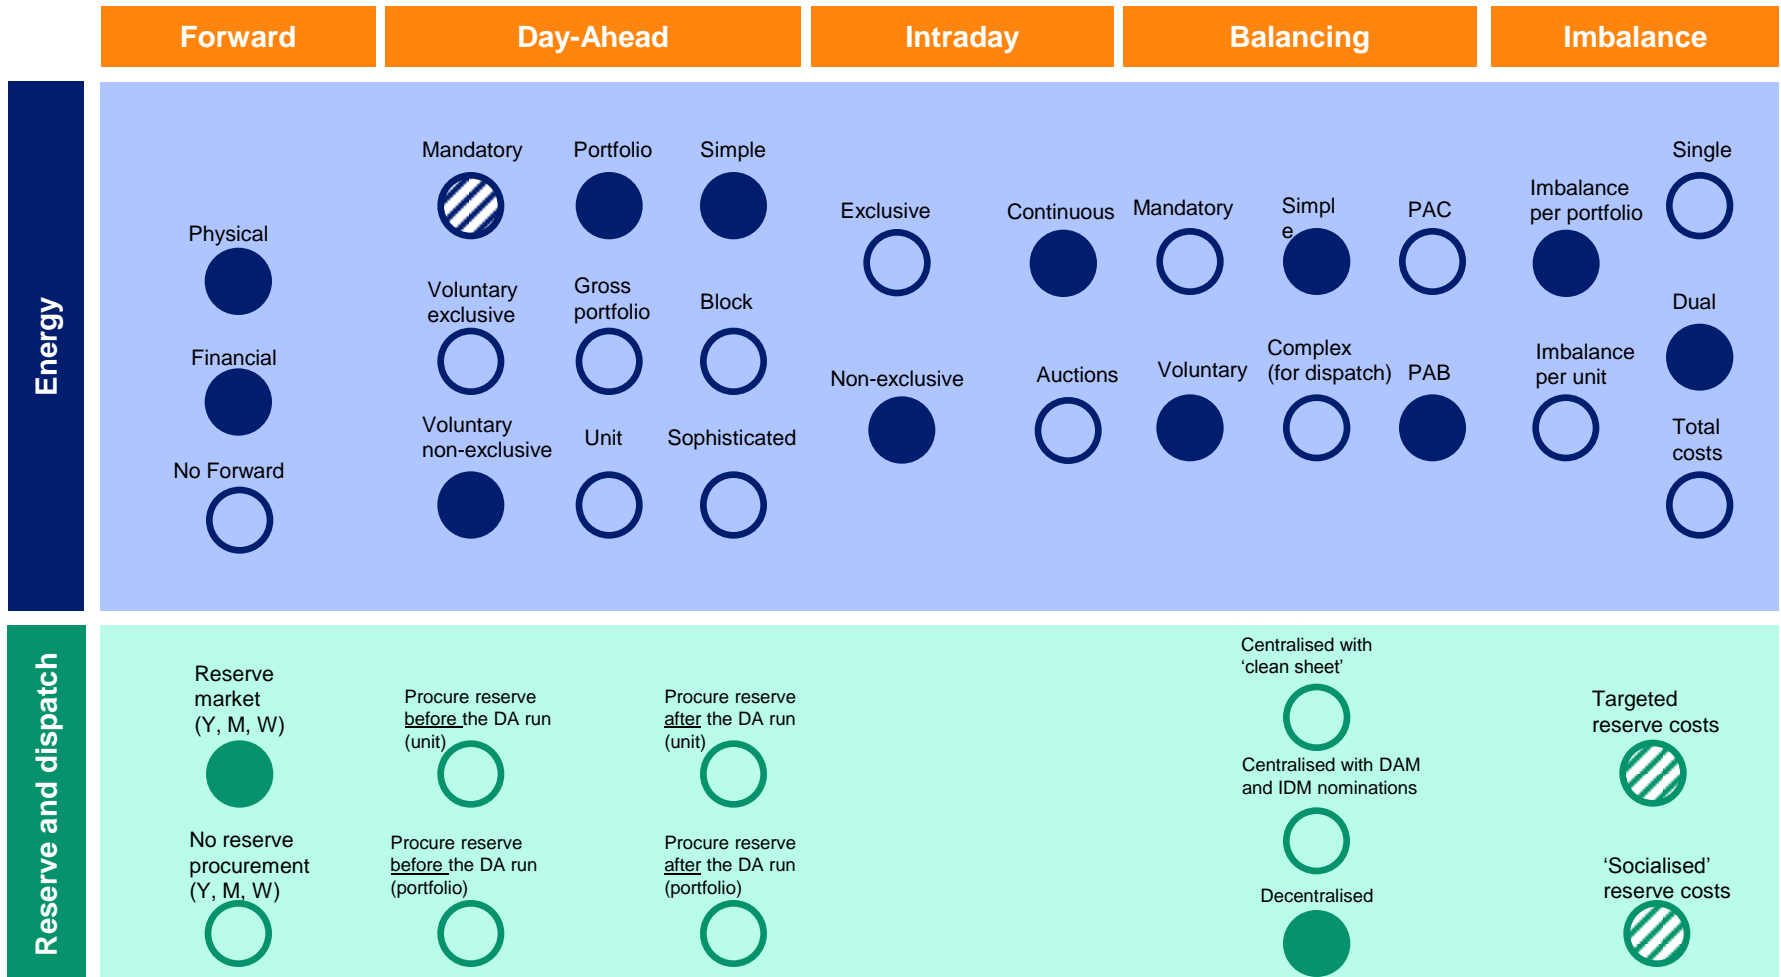 Forward
Day-Ahead
Intraday
Balancing
Imbalance
Energy
Physical
Financial
No Forward
Mandatory
Portfolio
Simple
Voluntary
exclusive
Gross
portfolio
Block
Voluntary
non-exclusive
Unit
Sophisticated
Exclusive
Continuous
Non-exclusive
Auctions
Mandatory
Simpl
e
PAC
Voluntary
Complex
(for dispatch)
PAB
Imbalance
per portfolio
Single
Dual
Imbalance
per unit
Total
costs
Reserve and dispatch
Reserve
market
(Y, M, W)
No reserve
procurement
(Y, M, W)
Procure reserve
before the DA run
(unit)
Procure reserve
after the DA run
(unit)
Procure reserve
before the DA run
(portfolio)
Procure reserve
after the DA run
(portfolio)
Centralised with
‘clean sheet’
Centralised with DAM
and IDM nominations
Decentralised
Targeted
reserve costs
‘Socialised’
reserve costs